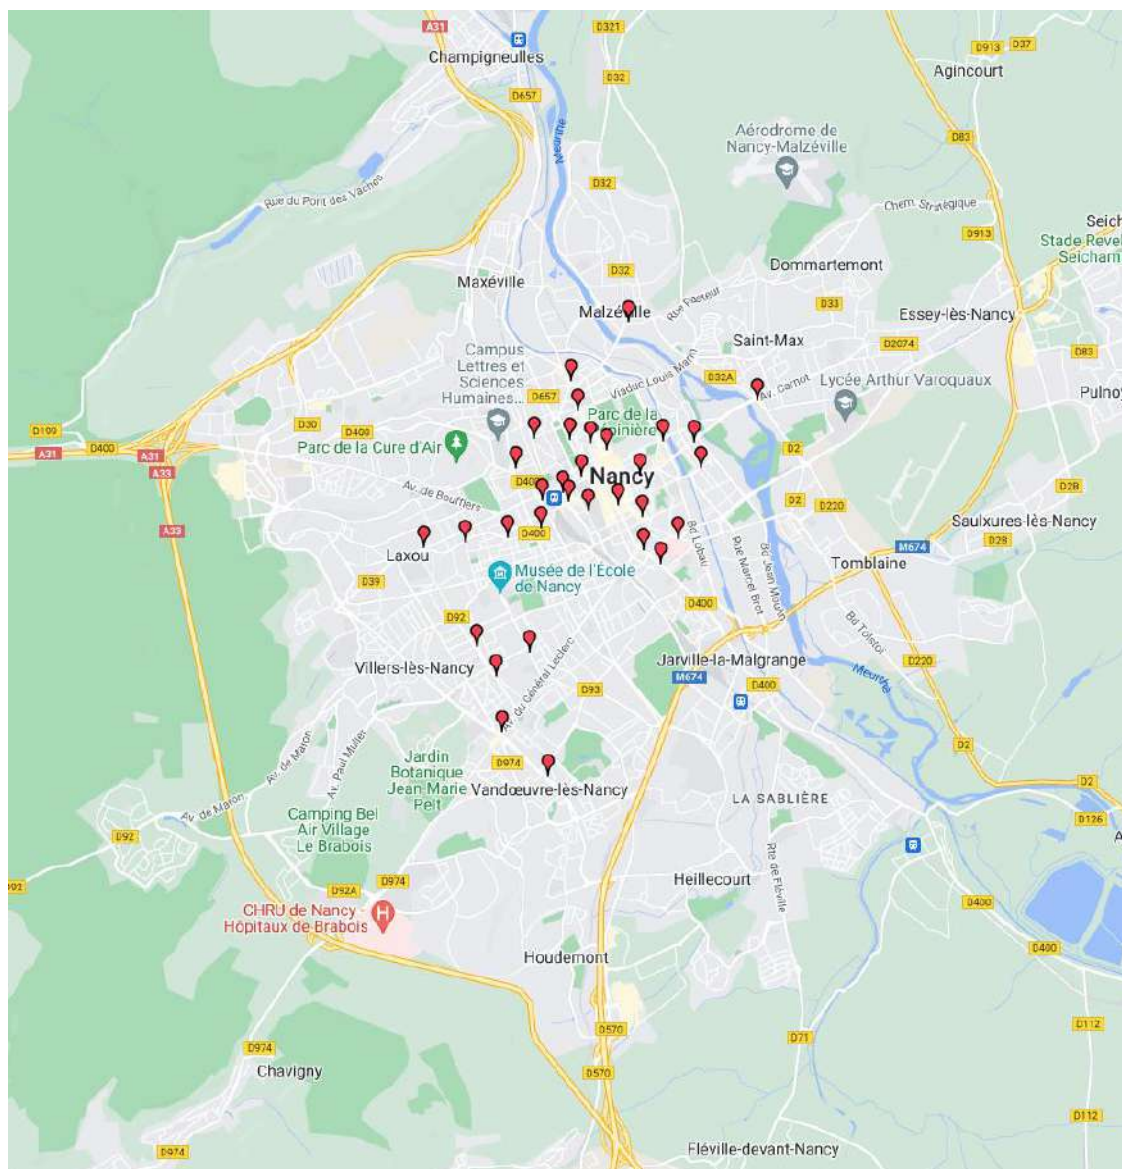 A31
D321
D913
D37
Champigneulles
Agincourt
D32
D657
Meurthe
Aérodrome de
Nancy-Malzéville
D83
Rue du Pont des Vaches
D32
Chem. Stratégique
D913
Seich
Stade Revel
Seicham
Maxéville
D32
Dommartemont
Rue Pasteur
D33
Malzéville
Essey-lès-Nancy
Saint-Max
D2074
D83
Campus
Lettres et
Sciences
Humaines...
Viaduc Louis Marin
D32A
Av. Carnot
Lycée Arthur Varoquaux
Pulnoy
D657
Parc de la
Pépinière
D199
D400
A31
A31
D30
D400
Parc de la Cure d'Air
D2
A33
Nancy
D400
Av. de Boufflers
D2
D28
D220
Saulxures-lès-Nancy
A33
D400
Bd Lobau
Rue Marcel Brot
Bd Jean Moulin
M674
D28
Laxou
Tomblaine
Musée de l'École
de Nancy
D39
D92
D400
Bd Tolstoï
Villers-lès-Nancy
Av. du Général Leclerc
Jarville-la-Malgrange
D220
M674
D400
Meurthe
D93
Av. de Maron
Av. Paul Muller
D2
Jardin
Botanique
Jean Marie
Pelt
D974
D2
Vandœuvre-lès-Nancy
LA SABLIÈRE
Av. de Maron
Camping Bel
Air Village
Le Brabois
D126
D92
Rte de Fléville
D92
D92A
D974
Heillecourt
CHRU de Nancy -
Hôpitaux de Brabois
D400
D400
Houdemont
D570
D112
D71
D974
Chavigny
D570
D112
D974
Fléville-devant-Nancy